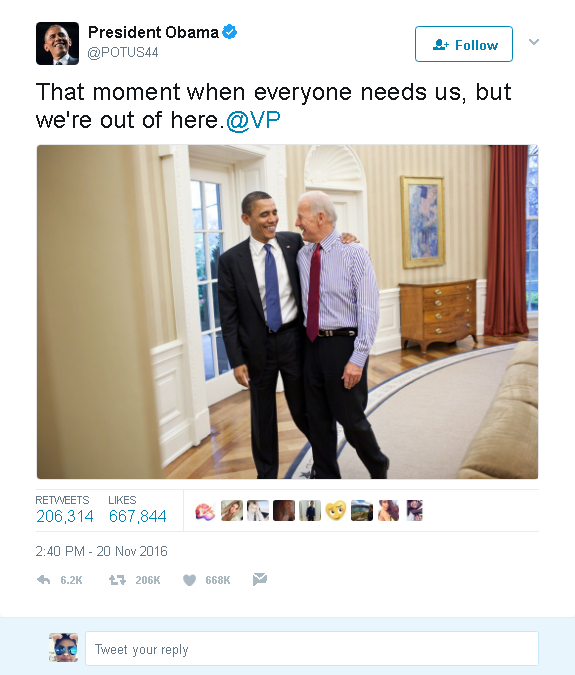 President Obama
@POTUS44
Follow
That moment when everyone needs us, but
we're out of here.@VP
RETWEETS LIKES
206,314 667,844
2:40 PM - 20 Nov 2016
6.2K 206K 668K
Tweet your reply